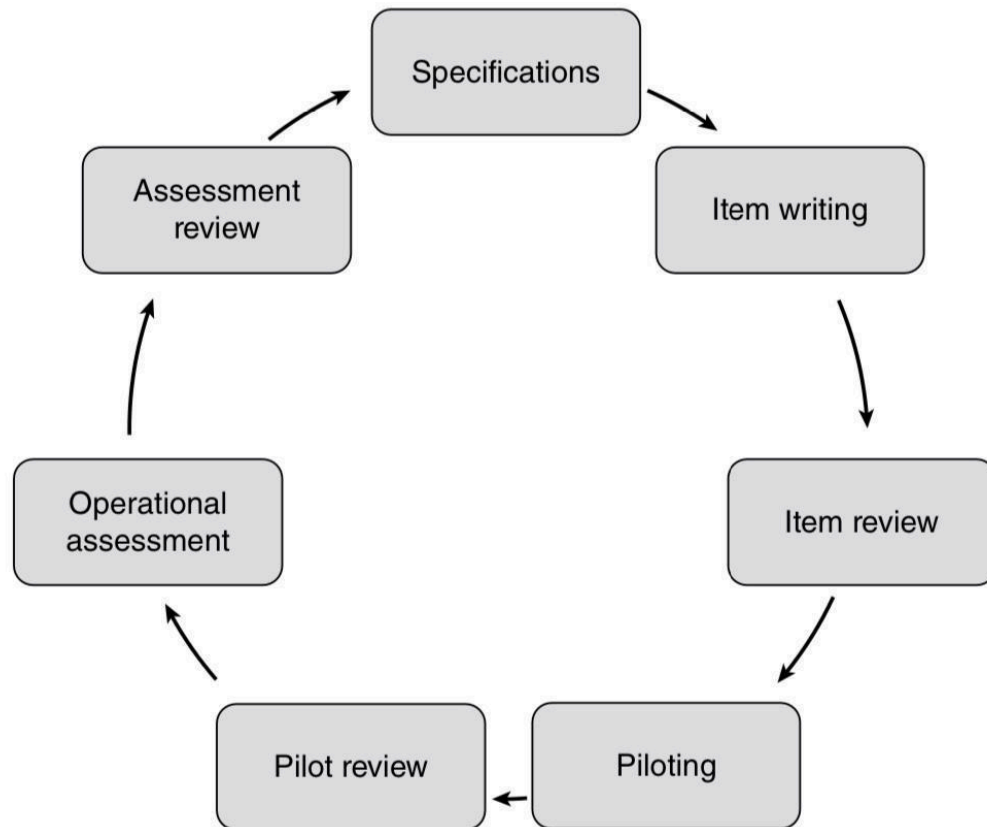 Specifications
Item writing
Item review
Piloting
Pilot review
Operational
assessment
Assessment
review